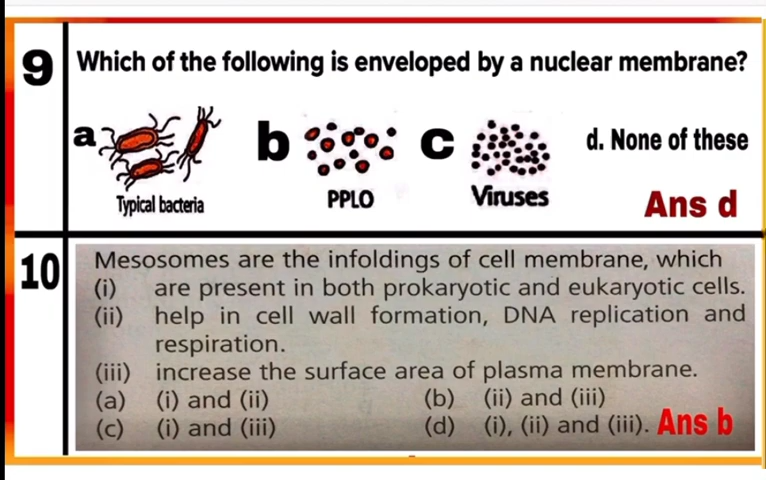 9 Which of the following is enveloped by a nuclear membrane?
a b c d. None of these
Typical bacteria PPLO Viruses Ans d
10 Mesosomes are the infoldings of cell membrane, which
(i) are present in both prokaryotic and eukaryotic cells.
(ii) help in cell wall formation, DNA replication and
respiration.
(iii) increase the surface area of plasma membrane.
(a) (i) and (ii) (b) (ii) and (iii)
(c) (i) and (iii) (d) (i), (ii) and (iii). Ans b